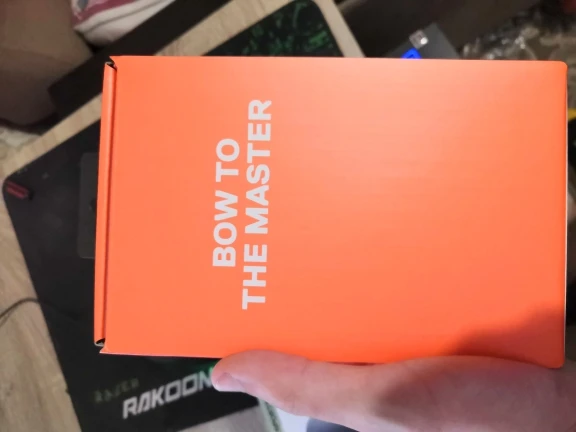 BOW TO
THE MASTER
RAKOON